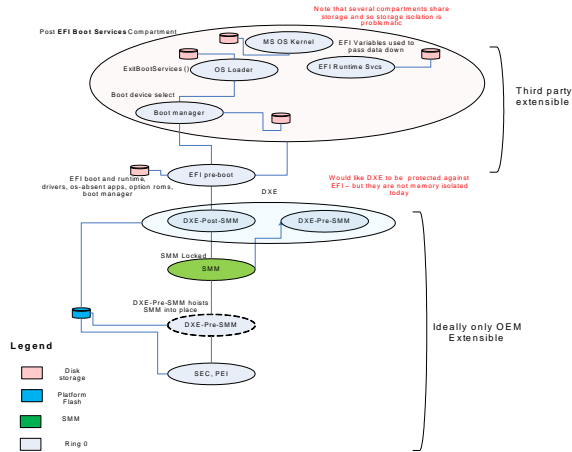 Note that several compartments share
storage and so storage isolation is
problematic
Post EFI Boot Services Compartment
MS OS Kernel
EFI Variables used to
pass data down
ExitBootServices ()
OS Loader
EFI Runtime Svcs
Boot device select
Boot manager
Third party
extensible
EFI pre-boot
EFI boot and runtime,
drivers, os-absent apps, option roms,
boot manager
DXE
Would like DXE to be protected against
EFI – but they are not memory isolated
today
DXE-Post-SMM
DXE-Pre-SMM
SMM Locked
SMM
DXE-Pre-SMM hoists
SMM into place
DXE-Pre-SMM
Ideally only OEM
Extensible
SEC, PEI
Legend
Disk
storage
Platform
Flash
SMM
Ring 0